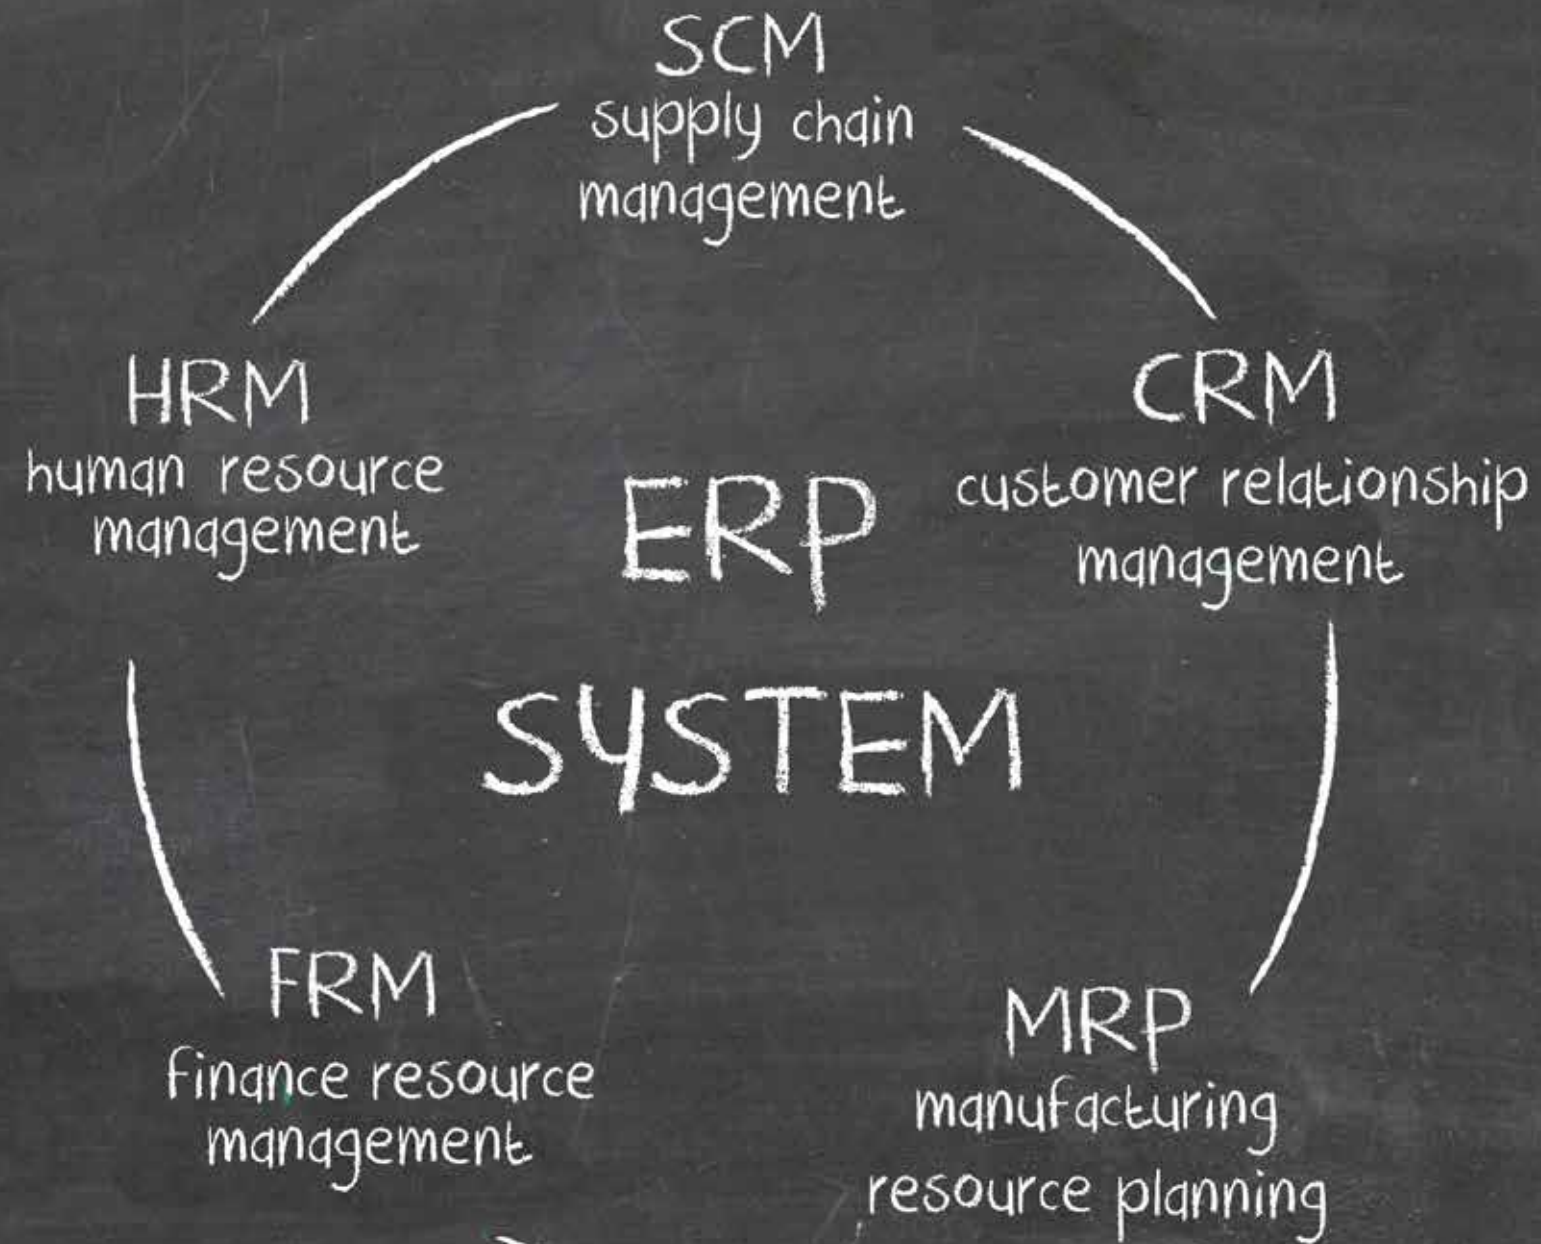 SCM
supply chain
management
HRM
human resource
management
CRM
customer relationship
management
ERP
SYSTEM
FRM
finance resource
management
MRP
manufacturing
resource planning